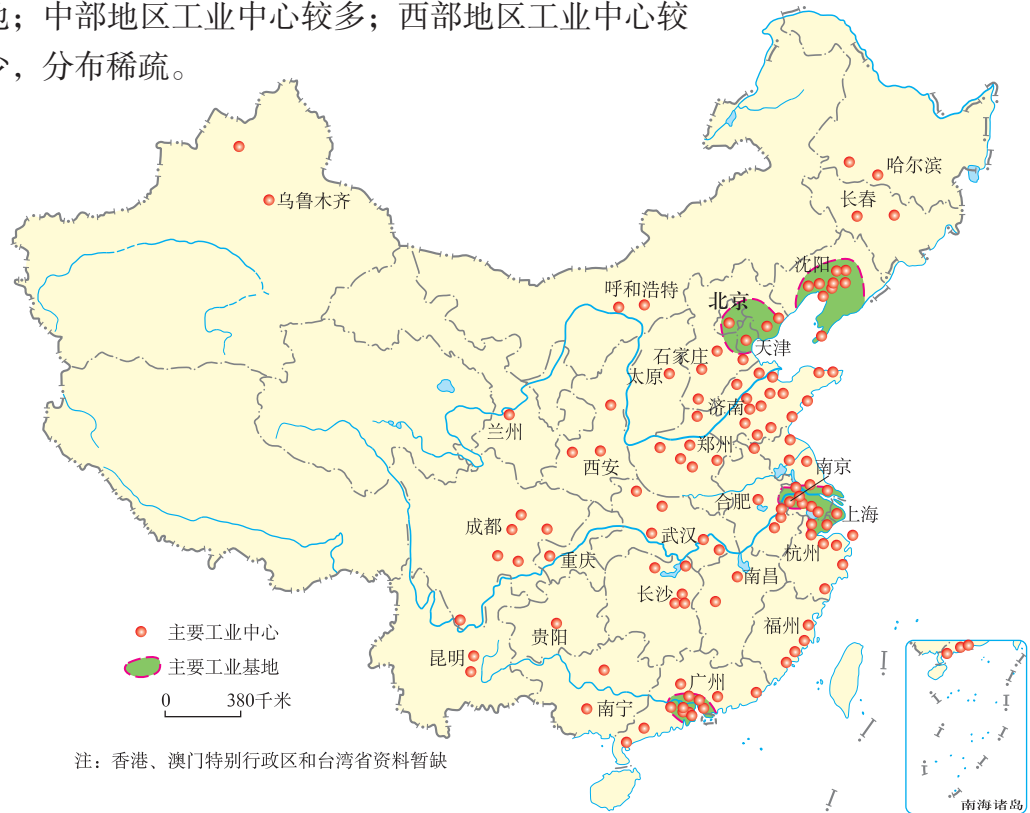 地；中部地区工业中心较多；西部地区工业中心较
少，分布稀疏。
哈尔滨
乌鲁木齐
长春
沈阳
呼和浩特
北京
天津
石家庄
太原
济南
兰州
郑州
西安
南京
合肥
上海
成都
武汉
杭州
重庆
南昌
长沙
福州
贵阳
昆明
广州
南宁
主要工业中心
主要工业基地
0 380千米
注：香港、澳门特别行政区和台湾省资料暂缺
南海诸岛